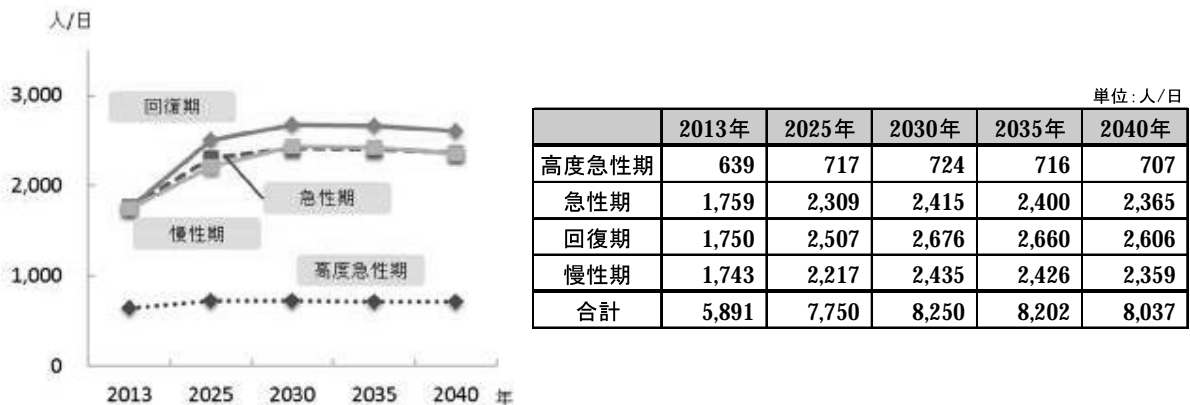 人/日
3,000
2,000
1,000
0
回復期
急性期
慢性期
高度急性期
2013 2025 2030 2035 2040 年
単位:人/日
2013年 2025年 2030年 2035年 2040年
高度急性期 639 717 724 716 707
急性期 1,759 2,309 2,415 2,400 2,365
回復期 1,750 2,507 2,676 2,660 2,606
慢性期 1,743 2,217 2,435 2,426 2,359
合計 5,891 7,750 8,250 8,202 8,037